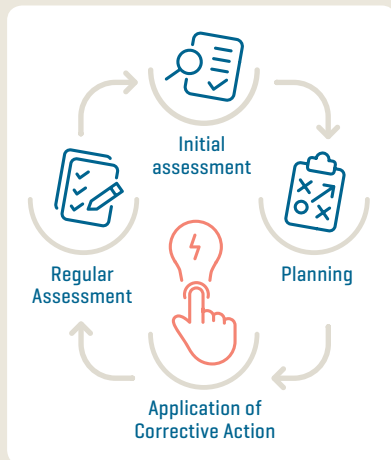 Initial
assessment
Planning
Application of
Corrective Action
Regular
Assessment